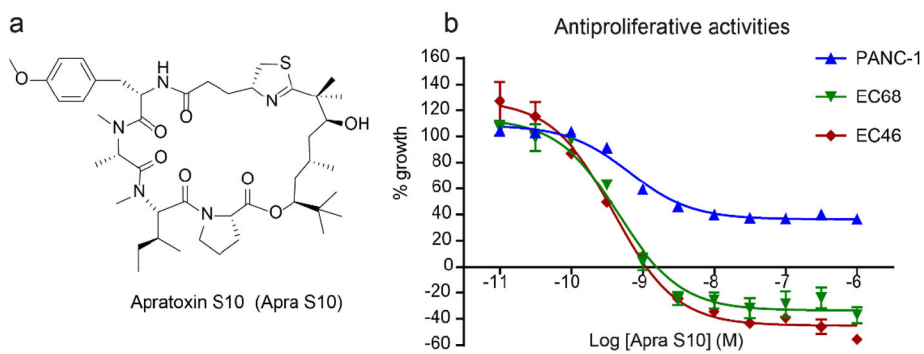 a
b
Antiproliferative activities
S
H
N
O
O
N
OH
O
N
O
O
N
O
N
O
O
Apratoxin S10 (Apra S10)
160
140
120
100
80
60
40
20
0
-20
-40
-60
% growth
-11
-10
-9
-8
-7
-6
Log [Apra S10] (M)
PANC-1
EC68
EC46